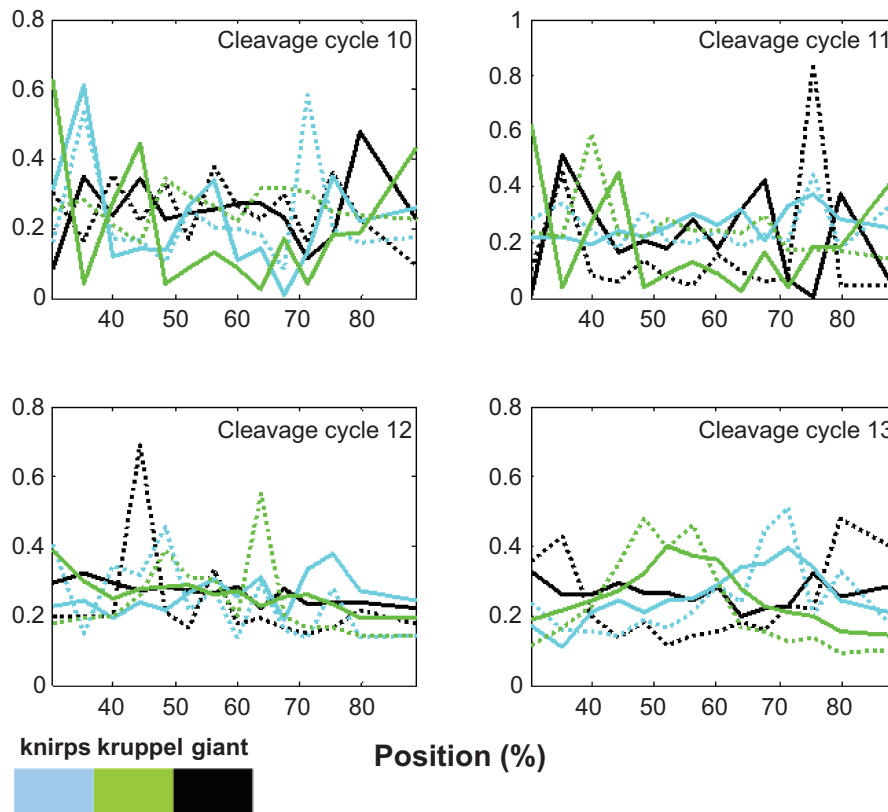 0.8
0.6
0.4
0.2
0
Cleavage cycle 10
40 50 60 70 80
1
0.8
0.6
0.4
0.2
0
Cleavage cycle 11
40 50 60 70 80
0.8
0.6
0.4
0.2
0
Cleavage cycle 12
40 50 60 70 80
0.8
0.6
0.4
0.2
0
Cleavage cycle 13
40 50 60 70 80
knirps kruppel giant
Position (%)